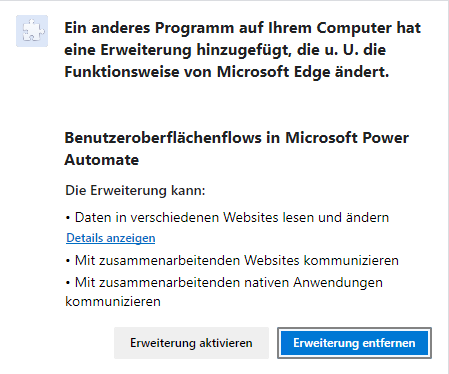 Ein anderes Programm auf Ihrem Computer hat
eine Erweiterung hinzugefügt, die u. U. die
Funktionsweise von Microsoft Edge ändert.
Benutzeroberflächenflows in Microsoft Power
Automate
Die Erweiterung kann:
• Daten in verschiedenen Websites lesen und ändern
Details anzeigen
• Mit zusammenarbeitenden Websites kommunizieren
• Mit zusammenarbeitenden nativen Anwendungen
kommunizieren
Erweiterung aktivieren
Erweiterung entfernen